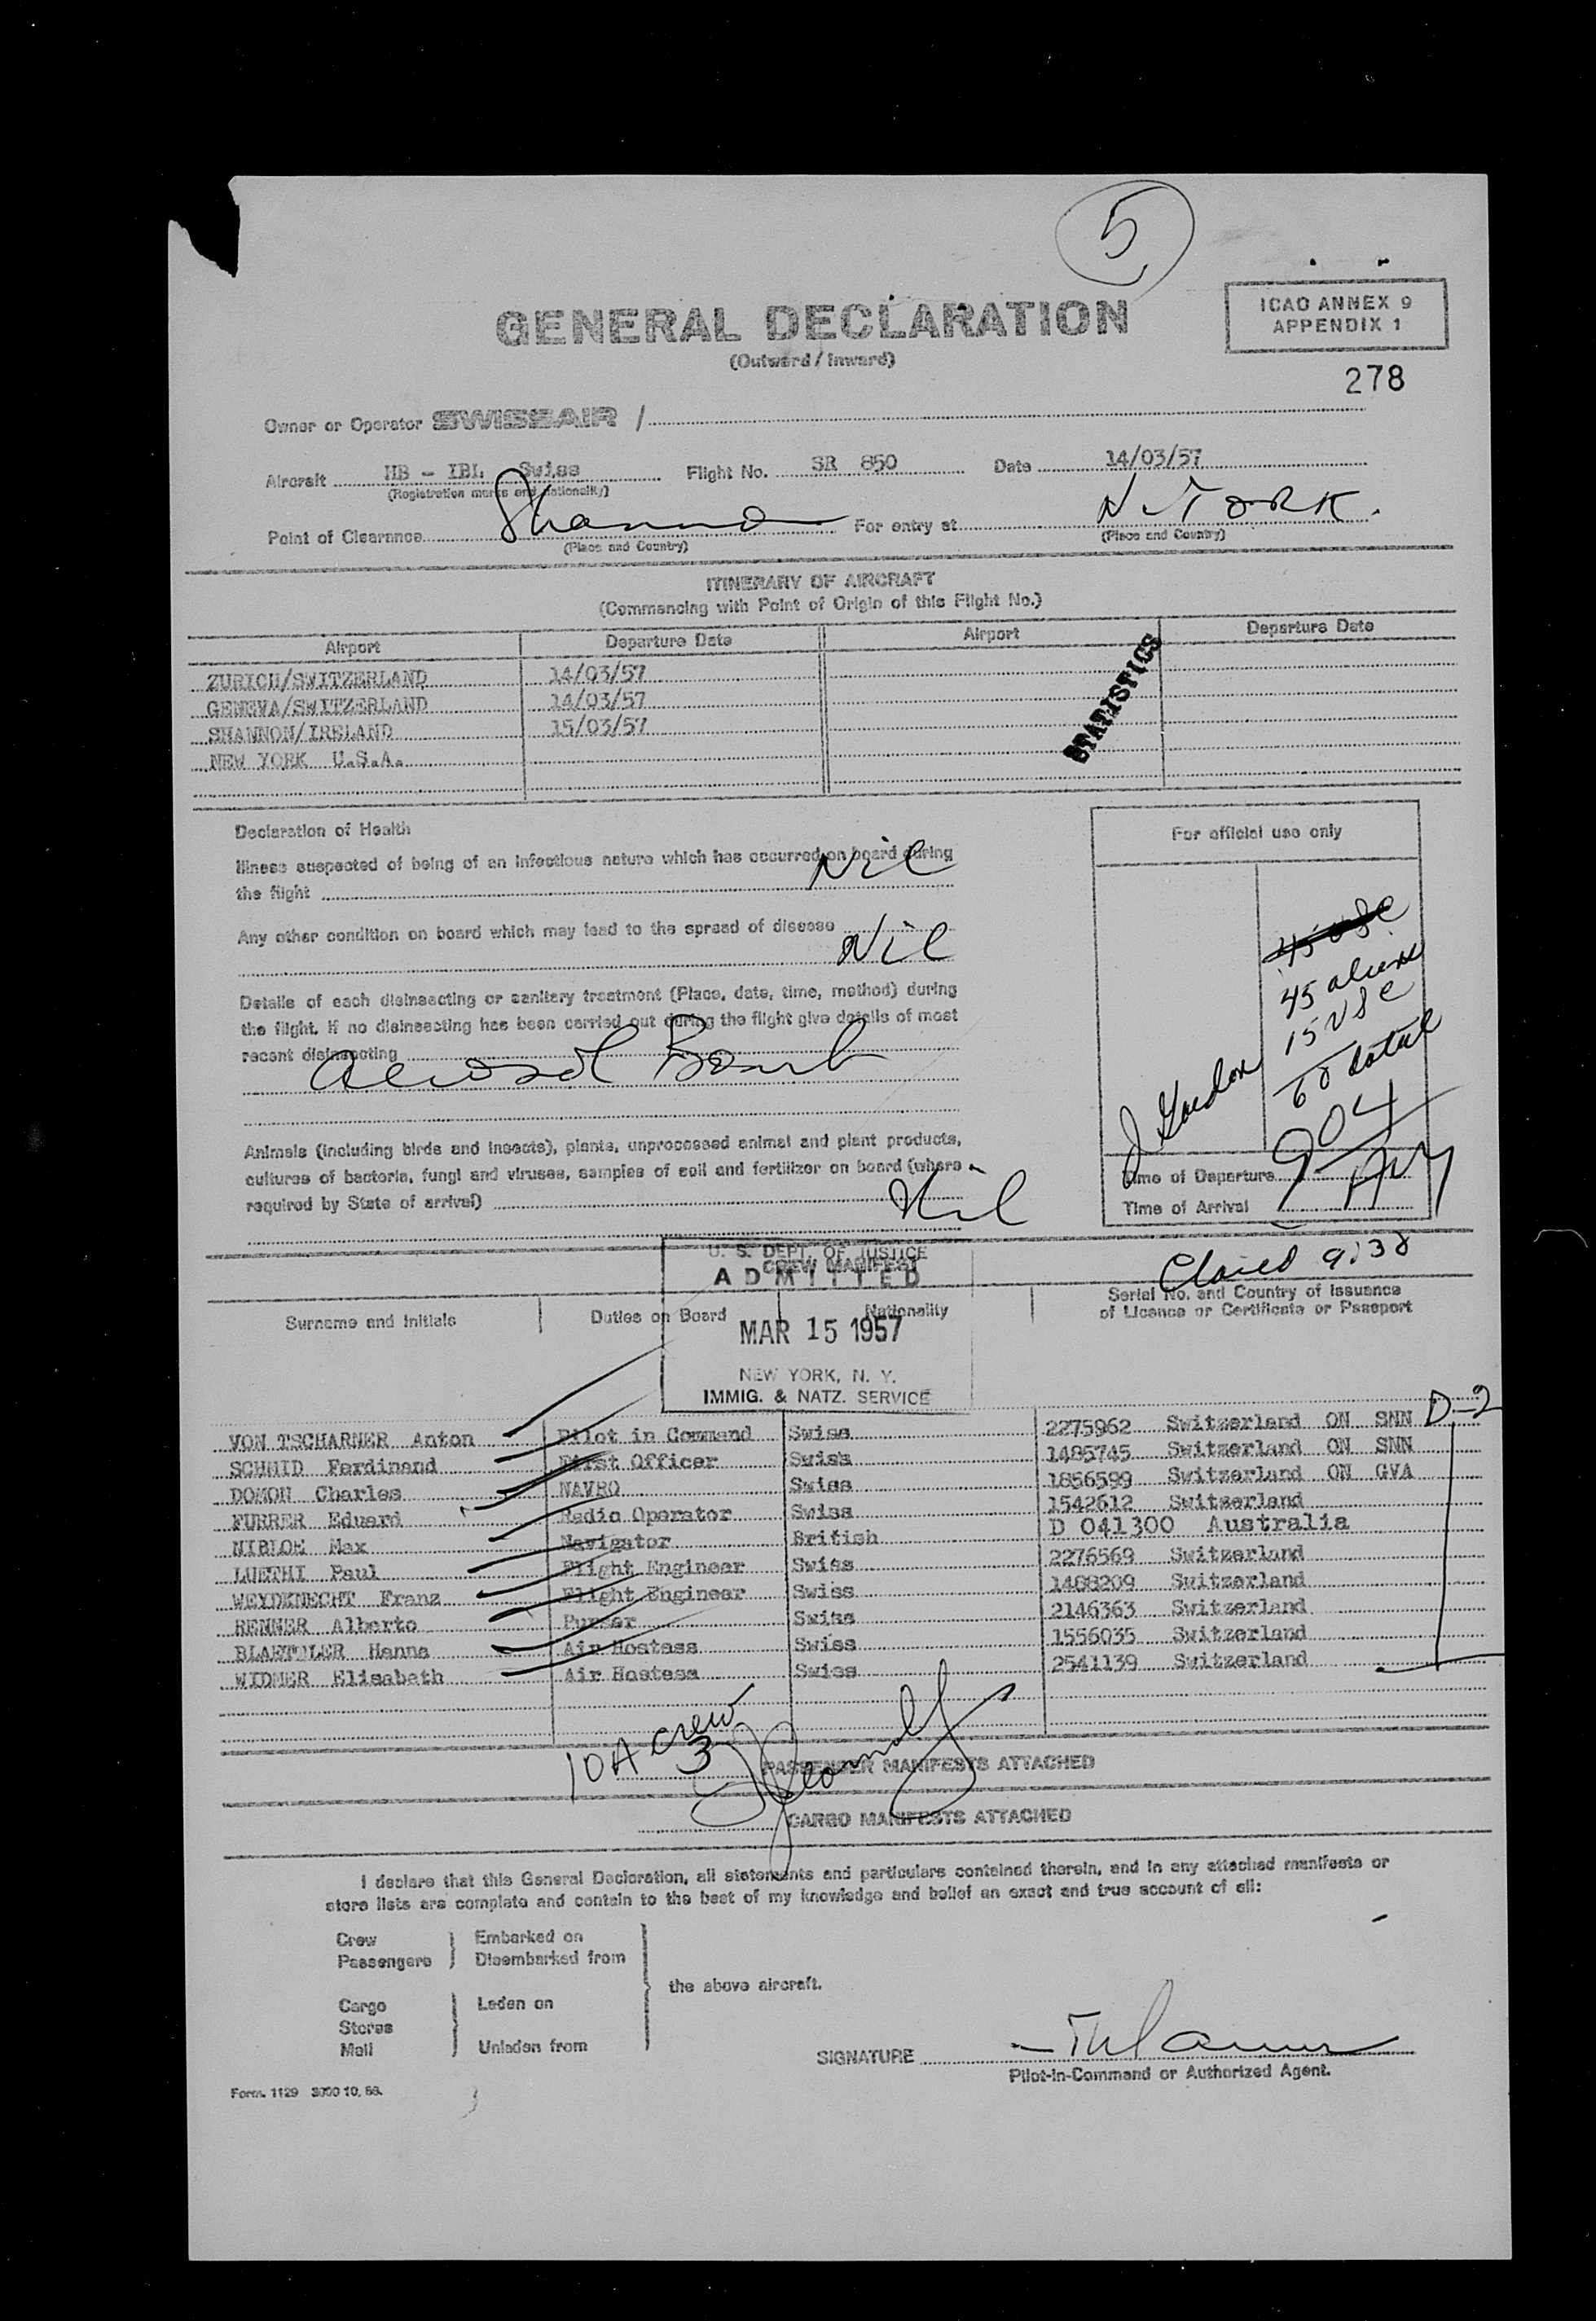 5
GENERAL DECLARATION
(Outward / Inward)
ICAO ANNEX 9
APPENDIX 1
278
Owner or Operator SWISSAIR /
Aircraft HB - IBL Swiss Flight No. SR 850 Date 14/03/57
(Registration marks and nationality)
Point of Clearance Shannon For entry at N-YORK.
(Place and Country) (Place and Country)
ITINERARY OF AIRCRAFT
(Commencing with Point of Origin of this Flight No.)
Airport Departure Date Airport Departure Date
ZURICH/SWITZERLAND 14/03/57
GENEVA/SWITZERLAND 14/03/57
SHANNON/IRELAND 15/03/57
NEW YORK U.S.A.
STATISTICS
Declaration of Health
Illness suspected of being of an infectious nature which has occurred on board during
the flight Nil
Any other condition on board which may lead to the spread of disease
Nil
Details of each disinsecting or sanitary treatment (Place, date, time, method) during
the flight. If no disinsecting has been carried out during the flight give details of most
recent disinsecting
Aerosol Bomb
Animals (including birds and insects), plants, unprocessed animal and plant products,
cultures of bacteria, fungi and viruses, samples of soil and fertilizer on board (where
required by State of arrival) Nil
For official use only
45 USC
45 aliens
15 USC
60 total
J Gordon
904
Time of Departure
Time of Arrival
U. S. DEPT. OF JUSTICE
CREW MANIFEST
ADMITTED
MAR 15 1957
NEW YORK, N. Y.
IMMIG. & NATZ. SERVICE
9:38
Surname and Initials Duties on Board Nationality Serial No. and Country of Issuance
of Licence or Certificate or Passport
VON TSCHARNER Anton Pilot in Command Swiss 2275962 Switzerland ON SNN D-2
SCHMID Ferdinand First Officer Swiss 1485745 Switzerland ON SNN
DOMON Charles NAVRO Swiss 1856599 Switzerland ON GVA
FURRER Eduard Radio Operator Swiss 1542612 Switzerland
NIBLOE Max Navigator British D 041300 Australia
LUETHI Paul Flight Engineer Swiss 2276569 Switzerland
WEYDKNECHT Franz Flight Engineer Swiss 1488209 Switzerland
RENNER Alberto Purser Swiss 2146363 Switzerland
BLAETTLER Hanna Air Hostess Swiss 1556035 Switzerland
WIDMER Elisabeth Air Hostess Swiss 2541139 Switzerland
10A crew
3 PASSENGER MANIFESTS ATTACHED
CARGO MANIFESTS ATTACHED
I declare that this General Declaration, all statements and particulars contained therein, and in any attached manifests or
store lists are complete and contain to the best of my knowledge and belief an exact and true account of all:
Crew Embarked on
Passengers Disembarked from
the above aircraft.
Cargo Laden on
Stores
Mail Unladen from
SIGNATURE
Pilot-in-Command or Authorized Agent.
Form. 1129 3000 10. 56.